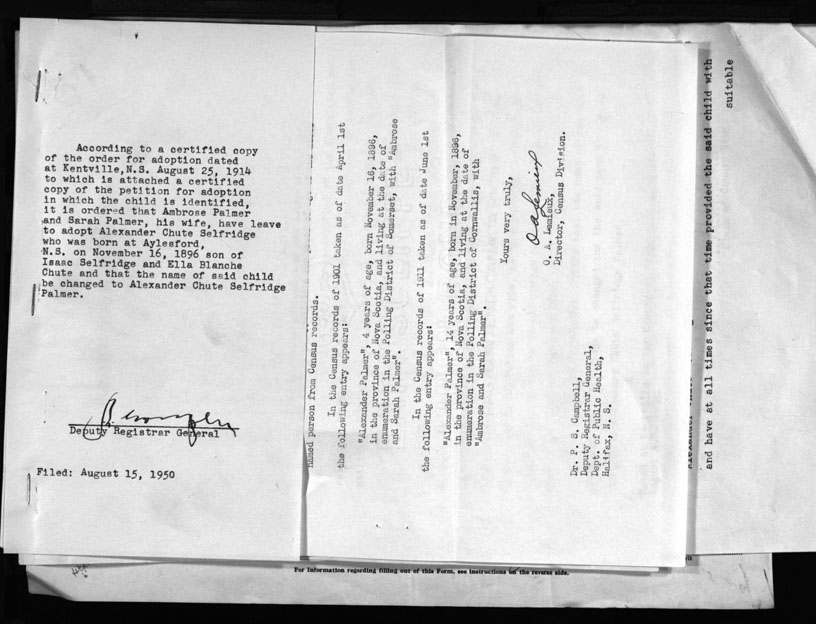 According to a certified copy
of the order for adoption dated
at Kentville,N.S. August 25, 1914
to which is attached a certified
copy of the petition for adoption
in which the child is identified,
it is ordered that Ambrose Palmer
and Sarah Palmer, his wife, have leave
to adopt Alexander Chute Selfridge
who was born at Aylesford,
N.S. on November 16, 1896 son of
Isaac Selfridge and Ella Blanche
Chute and that the name of said child
be changed to Alexander Chute Selfridge
Palmer.
Deputy Registrar General
Filed: August 15, 1950
named person from Census records.
In the Census records of 1901 taken as of date April 1st
the following entry appears:
"Alexander Palmer", 4 years of age, born November 16, 1896,
in the province of Nova Scotia, and living at the date of
enumeration in the Polling District of Somerset, with "Ambrose
and Sarah Palmer".
In the Census records of 1911 taken as of date June 1st
the following entry appears:
"Alexander Palmer", 14 years of age, born in November, 1896,
in the province of Nova Scotia, and living at the date of
enumeration in the Polling District of Cornwallis, with
"Ambrose and Sarah Palmer".
Yours very truly,
O A Lemieux
O. A. Lemieux,
Director, Census Division.
Dr. P. S. Campbell,
Deputy Registrar General,
Dept. of Public Health,
Halifax, N. S.
and have at all times since that time provided the said child with
suitable
For Information regarding filling out of this Form, see instructions on the reverse side.